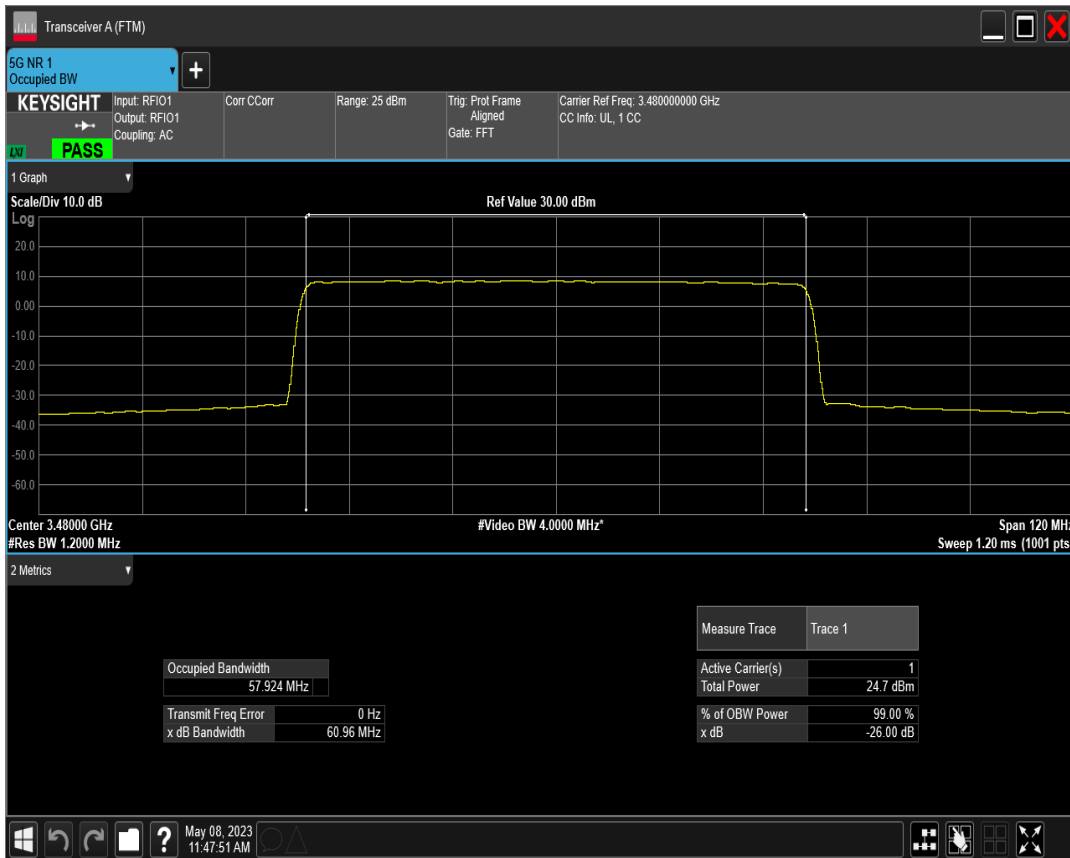 Transceiver A (FTM)
5G NR 1
Occupied BW
+
KEYSIGHT
LXI
PASS
Input: RFIO1
Output: RFIO1
Coupling: AC
Corr CCorr
Range: 25 dBm
Trig: Prot Frame
Aligned
Gate: FFT
Carrier Ref Freq: 3.480000000 GHz
CC Info: UL, 1 CC
1 Graph
Scale/Div 10.0 dB
Ref Value 30.00 dBm
Log
20.0
10.0
0.00
-10.0
-20.0
-30.0
-40.0
-50.0
-60.0
Center 3.48000 GHz
#Video BW 4.0000 MHz*
Span 120 MHz
#Res BW 1.2000 MHz
Sweep 1.20 ms (1001 pts
2 Metrics
Measure Trace Trace 1
Occupied Bandwidth
57.924 MHz
Active Carrier(s) 1
Total Power 24.7 dBm
Transmit Freq Error 0 Hz
x dB Bandwidth 60.96 MHz
% of OBW Power 99.00 %
x dB -26.00 dB
?
May 08, 2023
11:47:51 AM